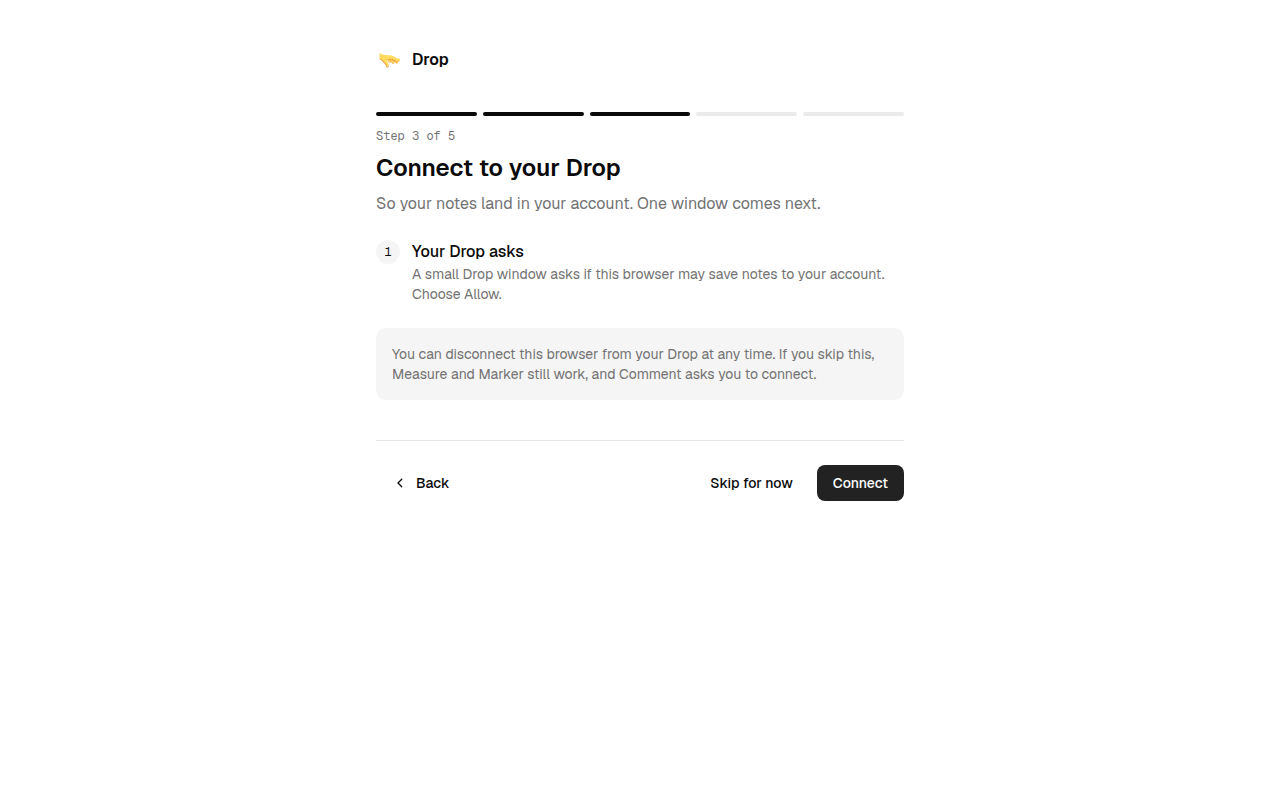 Drop
Step 3 of 5
Connect to your Drop
So your notes land in your account. One window comes next.
1
Your Drop asks
A small Drop window asks if this browser may save notes to your account.
Choose Allow.
You can disconnect this browser from your Drop at any time. If you skip this,
Measure and Marker still work, and Comment asks you to connect.
Back
Skip for now
Connect